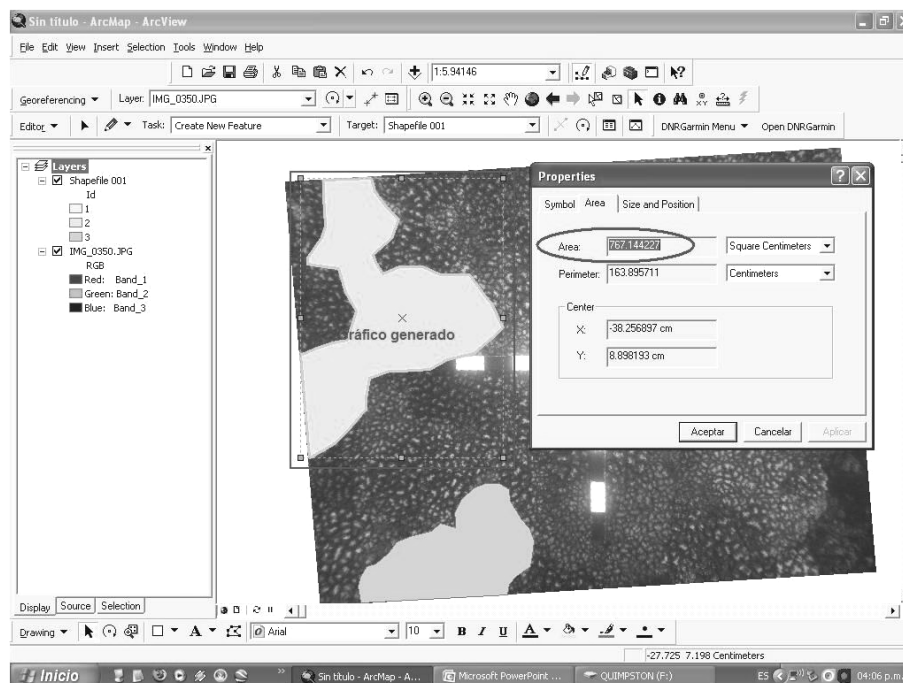 Sin título - ArcMap - ArcView
File Edit View Insert Selection Tools Window Help
1:5.94146
Georeferencing Layer: IMG_0350.JPG
Editor Task: Create New Feature Target: Shapefile 001 DNRGarmin Menu Open DNRGarmin
Layers
Shapefile 001
Id
1
2
3
IMG_0350.JPG
RGB
Red: Band_1
Green: Band_2
Blue: Band_3
ráfico generado
Properties
Symbol Area Size and Position
Area: 767.144227 Square Centimeters
Perimeter: 163.895711 Centimeters
Center
X: -38.256897 cm
Y: 8.898193 cm
Aceptar Cancelar Aplicar
Display Source Selection
Drawing A Arial 10 B I U A
-27.725 7.198 Centimeters
Inicio Sin título - ArcMap - A... Microsoft PowerPoint ... QUIMPSTON (F:) ES 04:06 p.m.